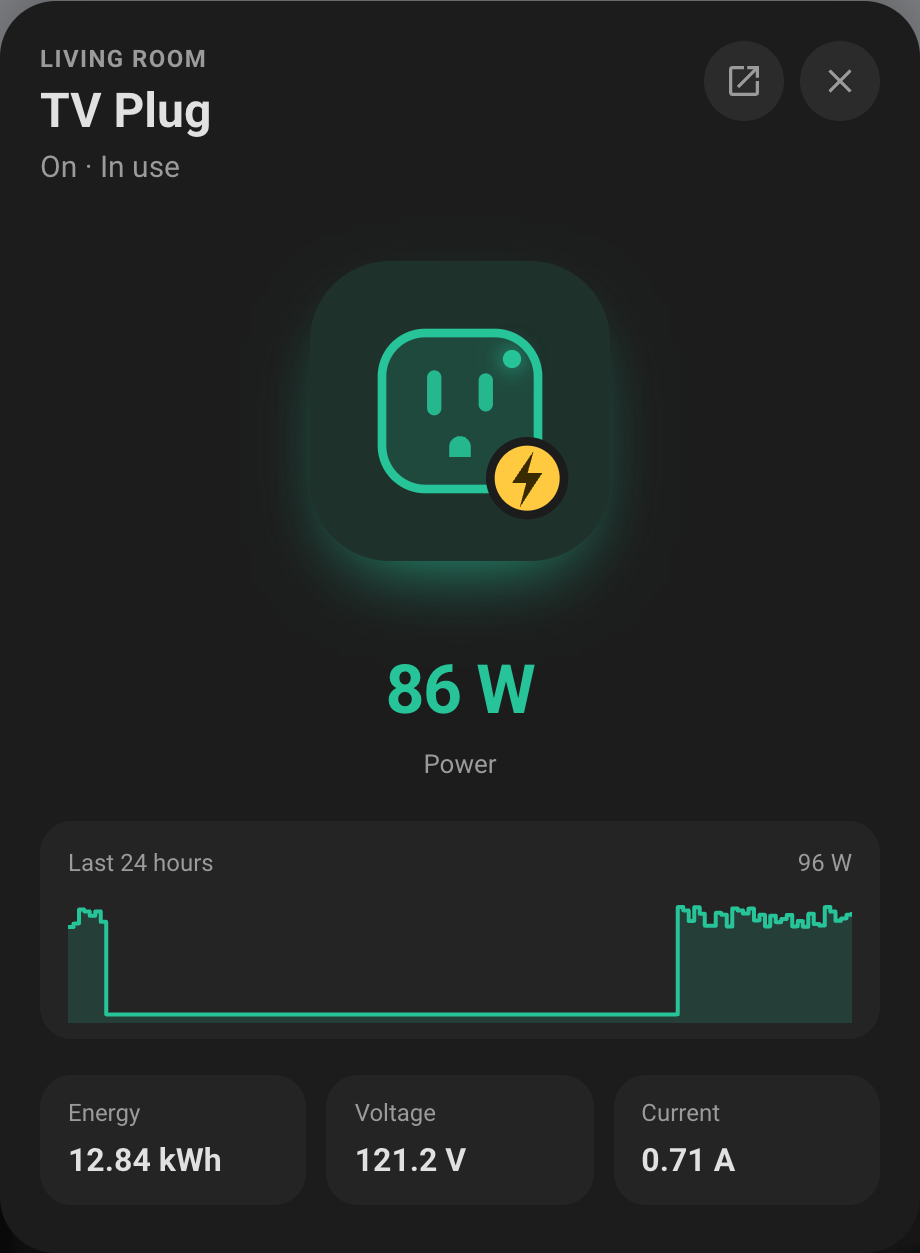 LIVING ROOM
TV Plug
On · In use
86 W
Power
Last 24 hours
96 W
Energy
12.84 kWh
Voltage
121.2 V
Current
0.71 A